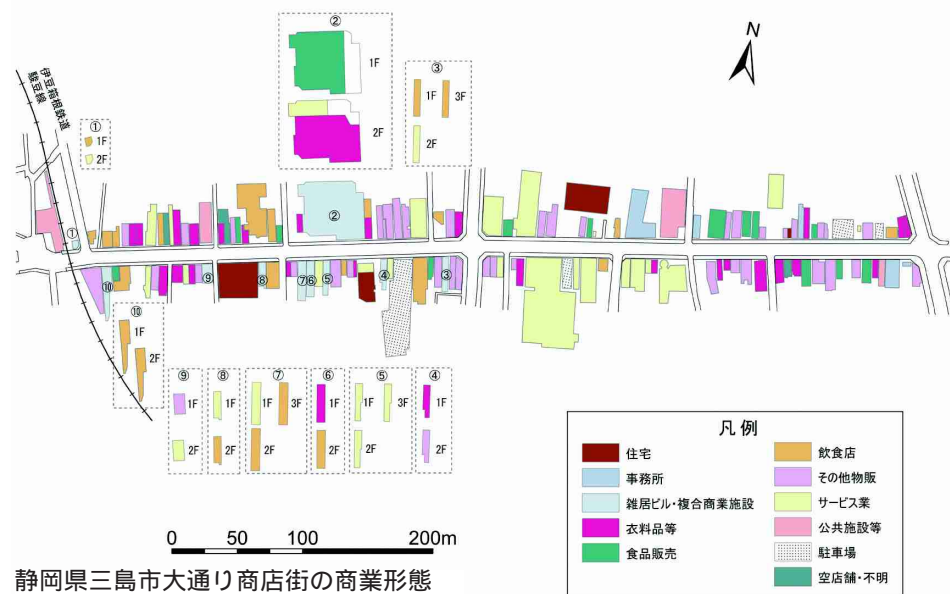 ②
1F
2F
③
1F
3F
2F
N
伊豆箱根鉄道
駿豆線
①
1F
2F
①
②
⑩
⑨
⑧
⑦
⑥
⑤
④
③
⑩
1F
2F
⑨
1F
2F
⑧
1F
2F
⑦
1F
3F
2F
⑥
1F
2F
⑤
1F
3F
2F
④
1F
2F
凡例
住宅
事務所
雑居ビル・複合商業施設
衣料品等
食品販売
飲食店
その他物販
サービス業
公共施設等
駐車場
空店舗・不明
0 50 100 200m
静岡県三島市大通り商店街の商業形態